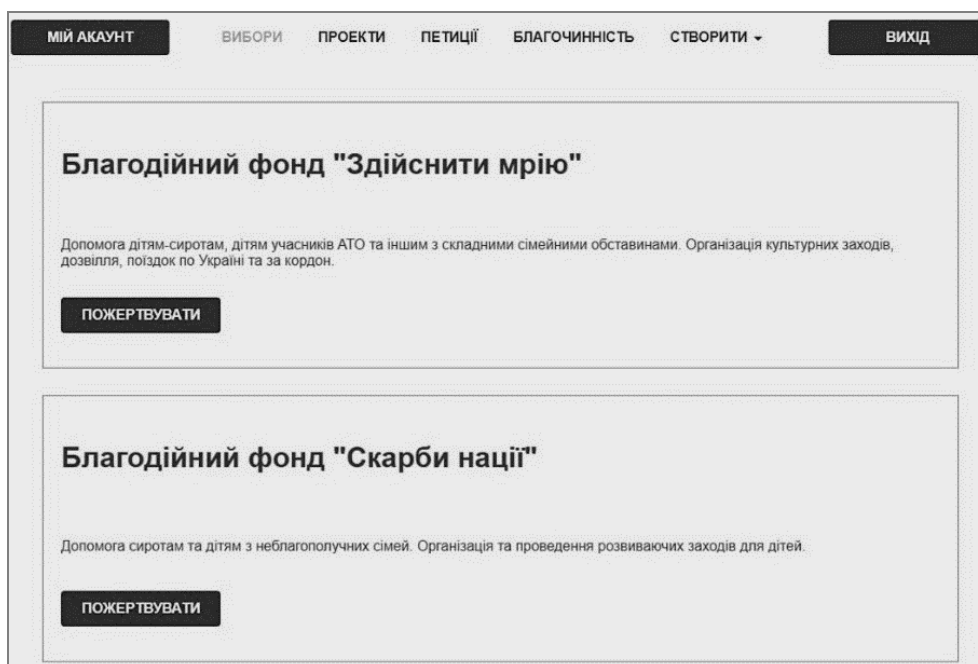 МІЙ АКАУНТ ВИБОРИ ПРОЕКТИ ПЕТИЦІЇ БЛАГОЧИННІСТЬ СТВОРИТИ ВИХІД
Благодійний фонд "Здійснити мрію"
Допомога дітям-сиротам, дітям учасників АТО та іншим з складними сімейними обставинами. Організація культурних заходів,
дозвілля, поїздок по Україні та за кордон.
ПОЖЕРТВУВАТИ
Благодійний фонд "Скарби нації"
Допомога сиротам та дітям з неблагополучних сімей. Організація та проведення розвиваючих заходів для дітей.
ПОЖЕРТВУВАТИ